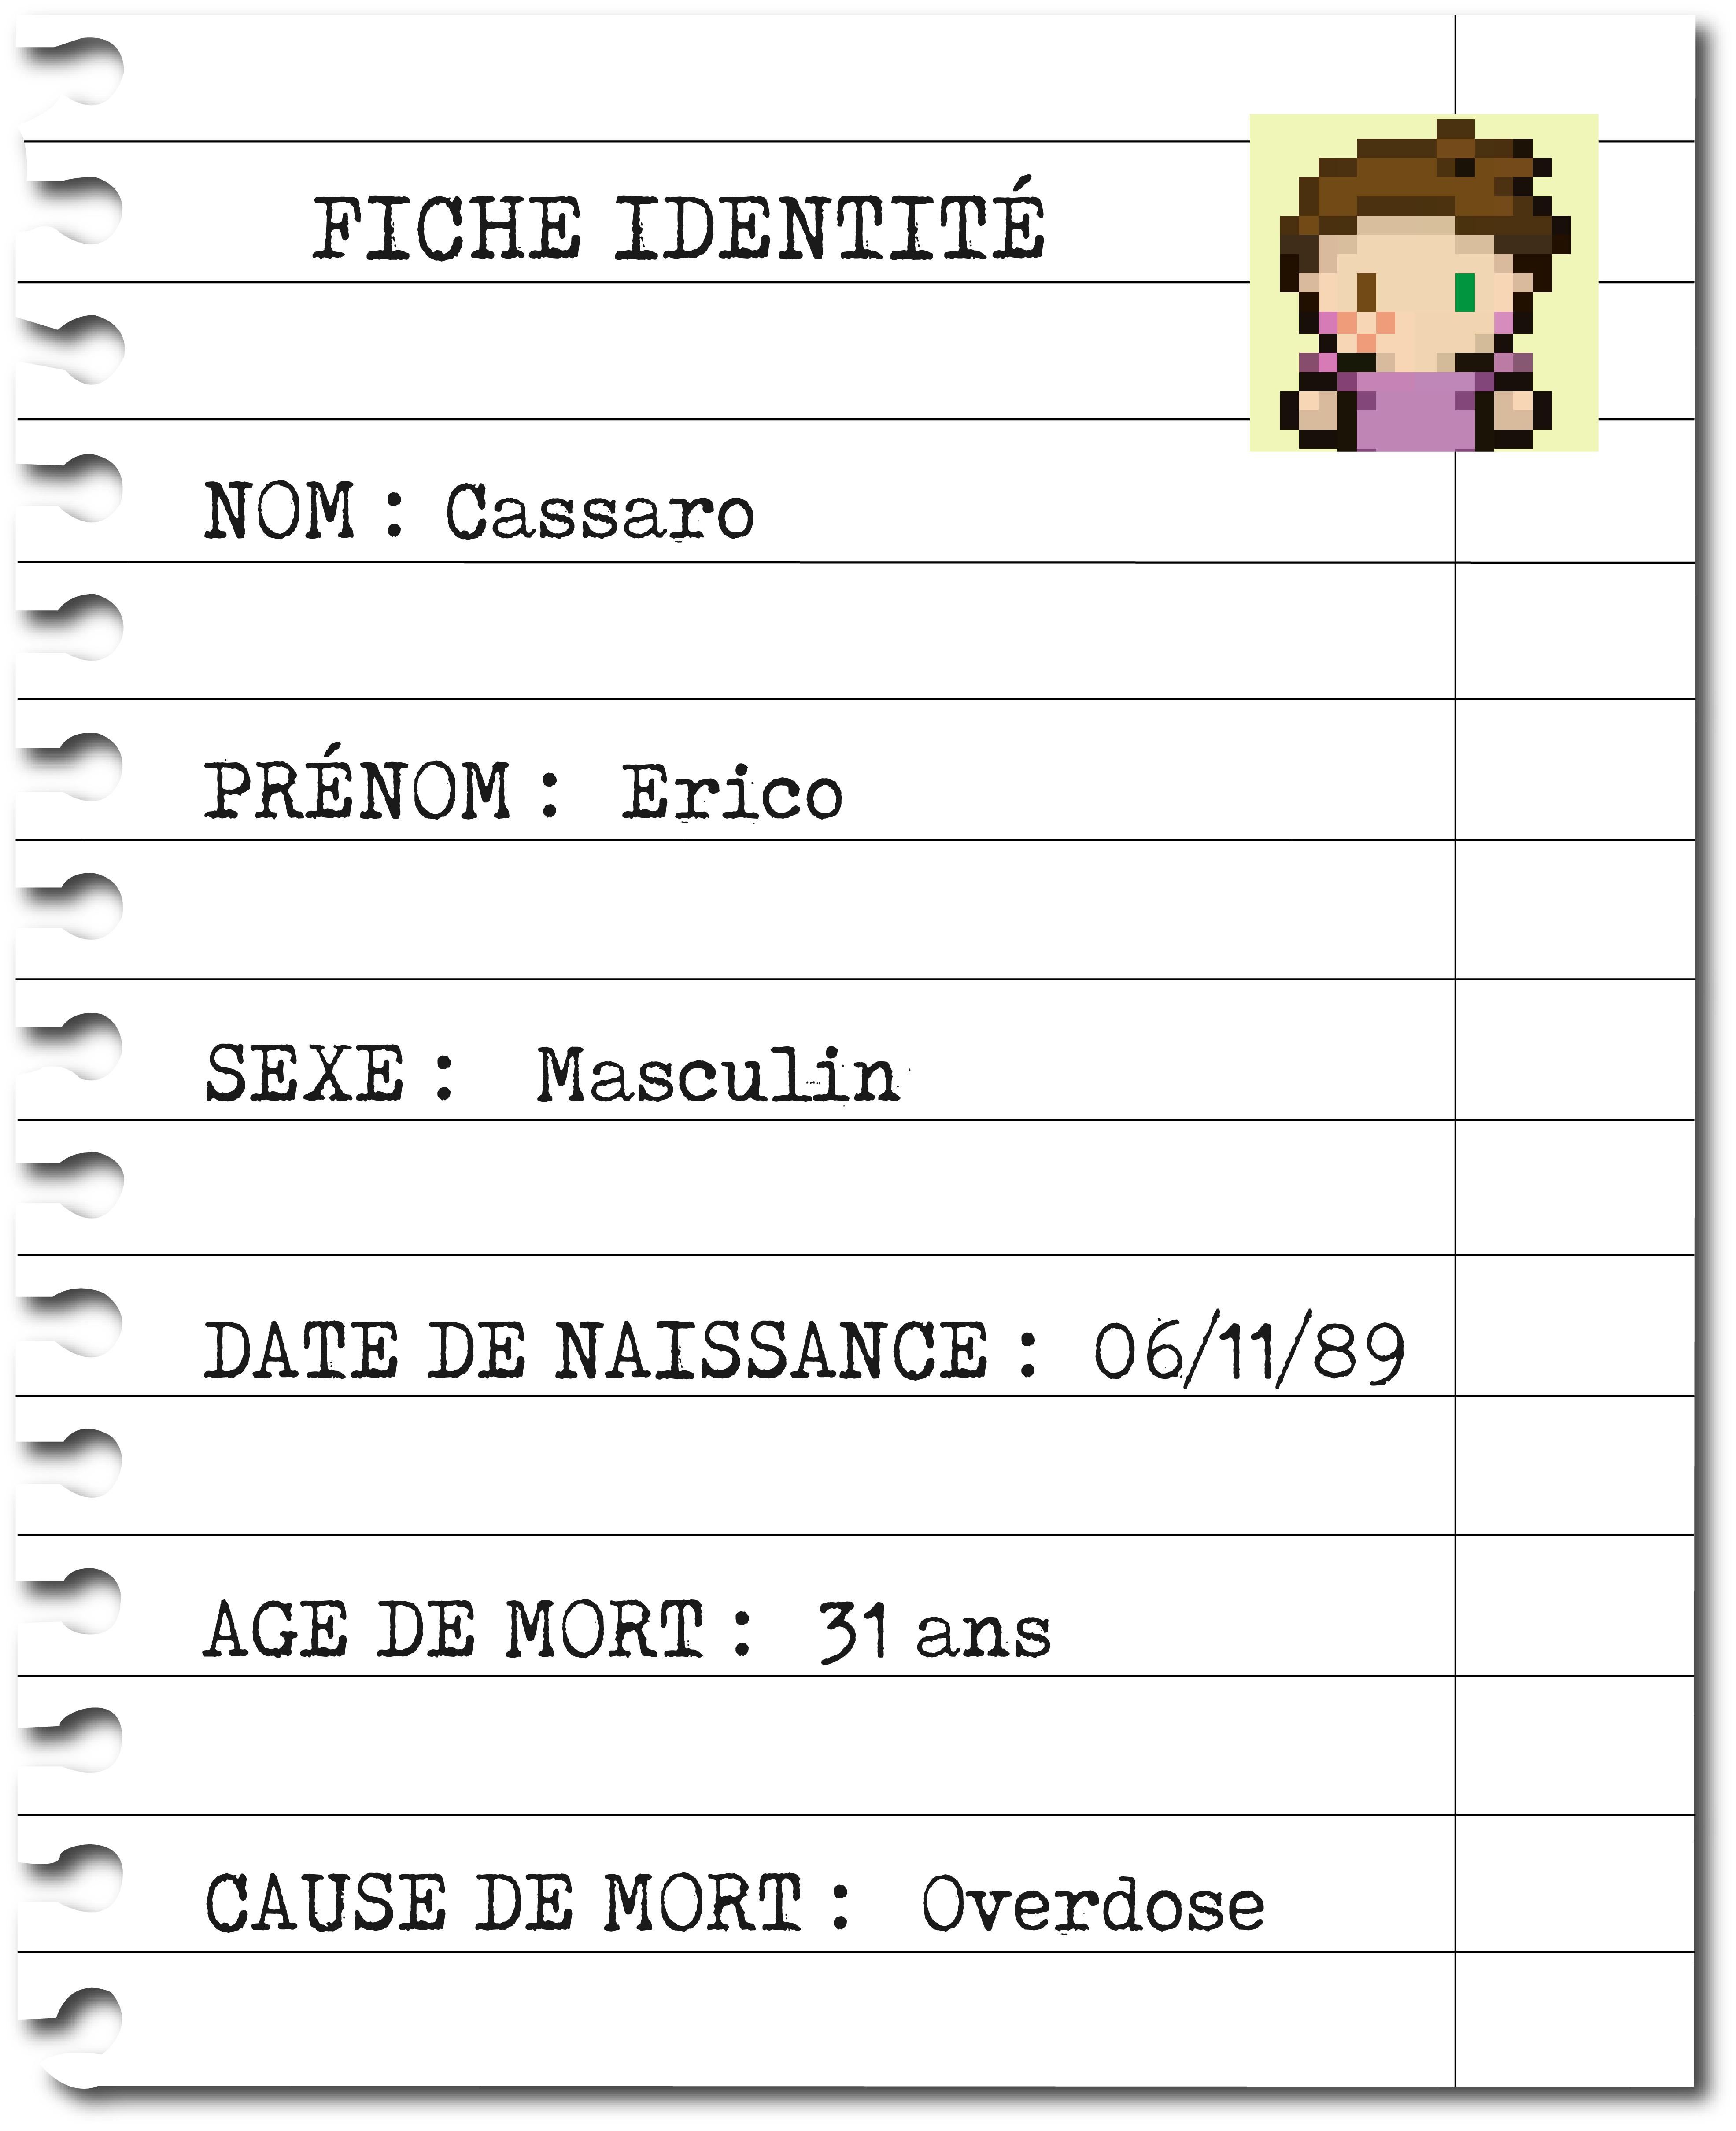 FICHE IDENTITÉ
NOM : Cassaro
PRÉNOM : Erico
SEXE : Masculin
DATE DE NAISSANCE : 06/11/89
AGE DE MORT : 31 ans
CAUSE DE MORT : Overdose